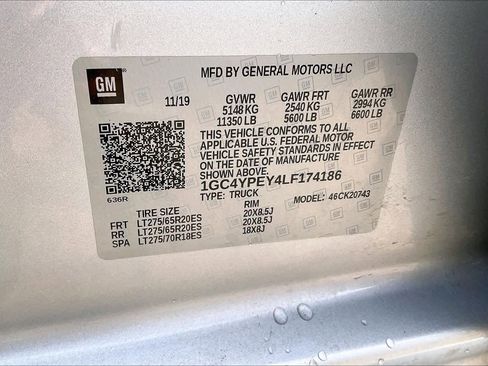 GM
MFD BY GENERAL MOTORS LLC
11/19 GVWR GAWR FRT GAWR RR
5148 KG 2540 KG 2994 KG
11350 LB 5600 LB 6600 LB
THIS VEHICLE CONFORMS TO ALL
APPLICABLE U.S. FEDERAL MOTOR
VEHICLE SAFETY STANDARDS IN EFFECT
ON THE DATE OF MANUFACTURE SHOWN ABOVE.
1GC4YPEY4LF174186
TYPE: TRUCK MODEL: 46CK20743
636R
TIRE SIZE RIM
FRT LT275/65R20ES 20X8.5J
RR LT275/65R20ES 20X8.5J
SPA LT275/70R18ES 18X8J